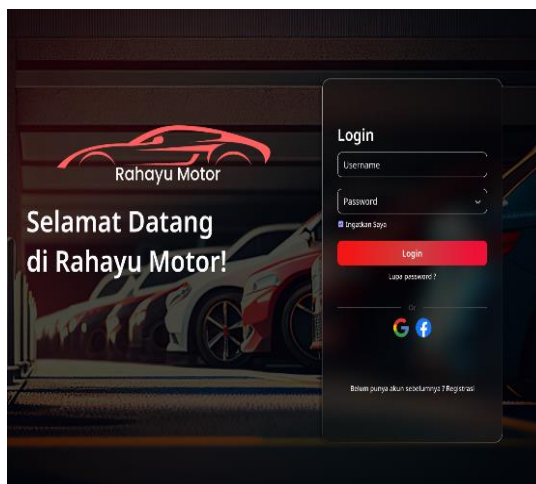 Rahayu Motor
Selamat Datang
di Rahayu Motor!
Login
Username
Password
Ingatkan Saya
Login
Lupa password ?
Or
Belum punya akun sebelumnya ? Registrasi